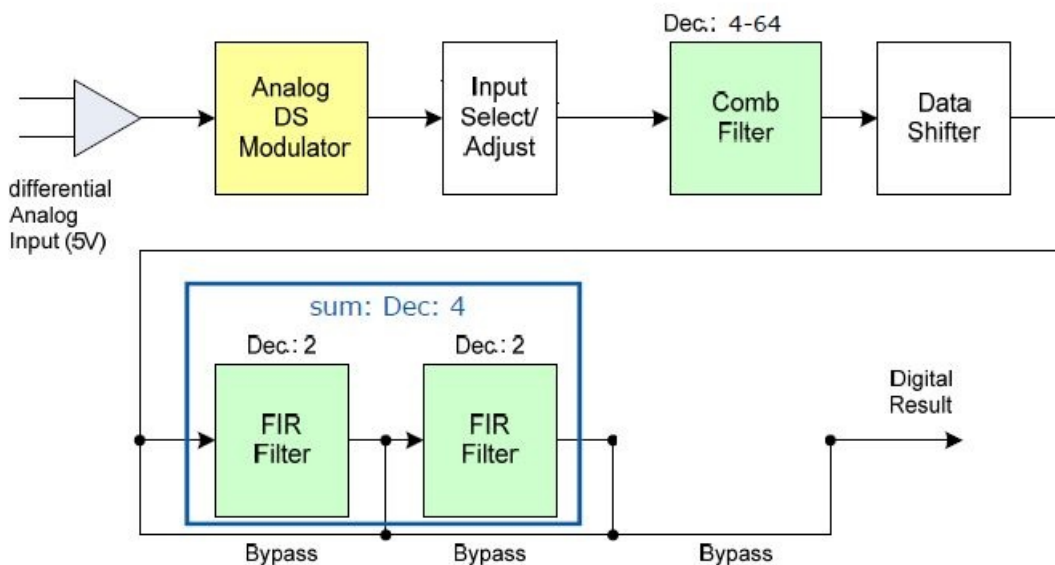 Dec.: 4-64
Analog
DS
Modulator
Input
Select/
Adjust
Comb
Filter
Data
Shifter
differential
Analog
Input (5V)
sum: Dec: 4
Dec.: 2
Dec.: 2
FIR
Filter
FIR
Filter
Digital
Result
Bypass
Bypass
Bypass